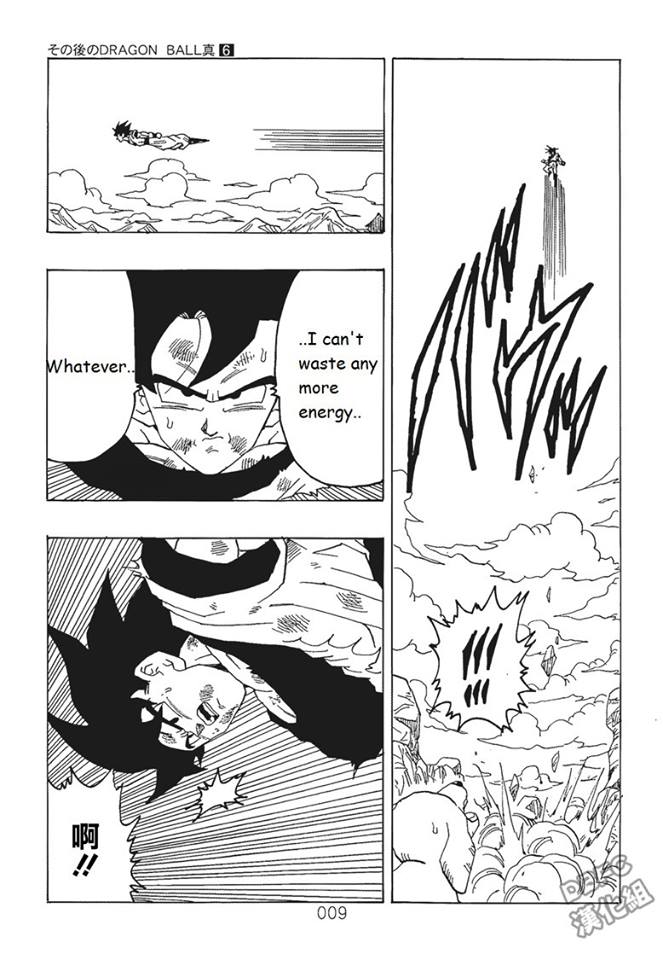 その後のDRAGON BALL真 6
!!!
Whatever..
..I can't
waste any
more
energy..
啊!!
009
漢化組